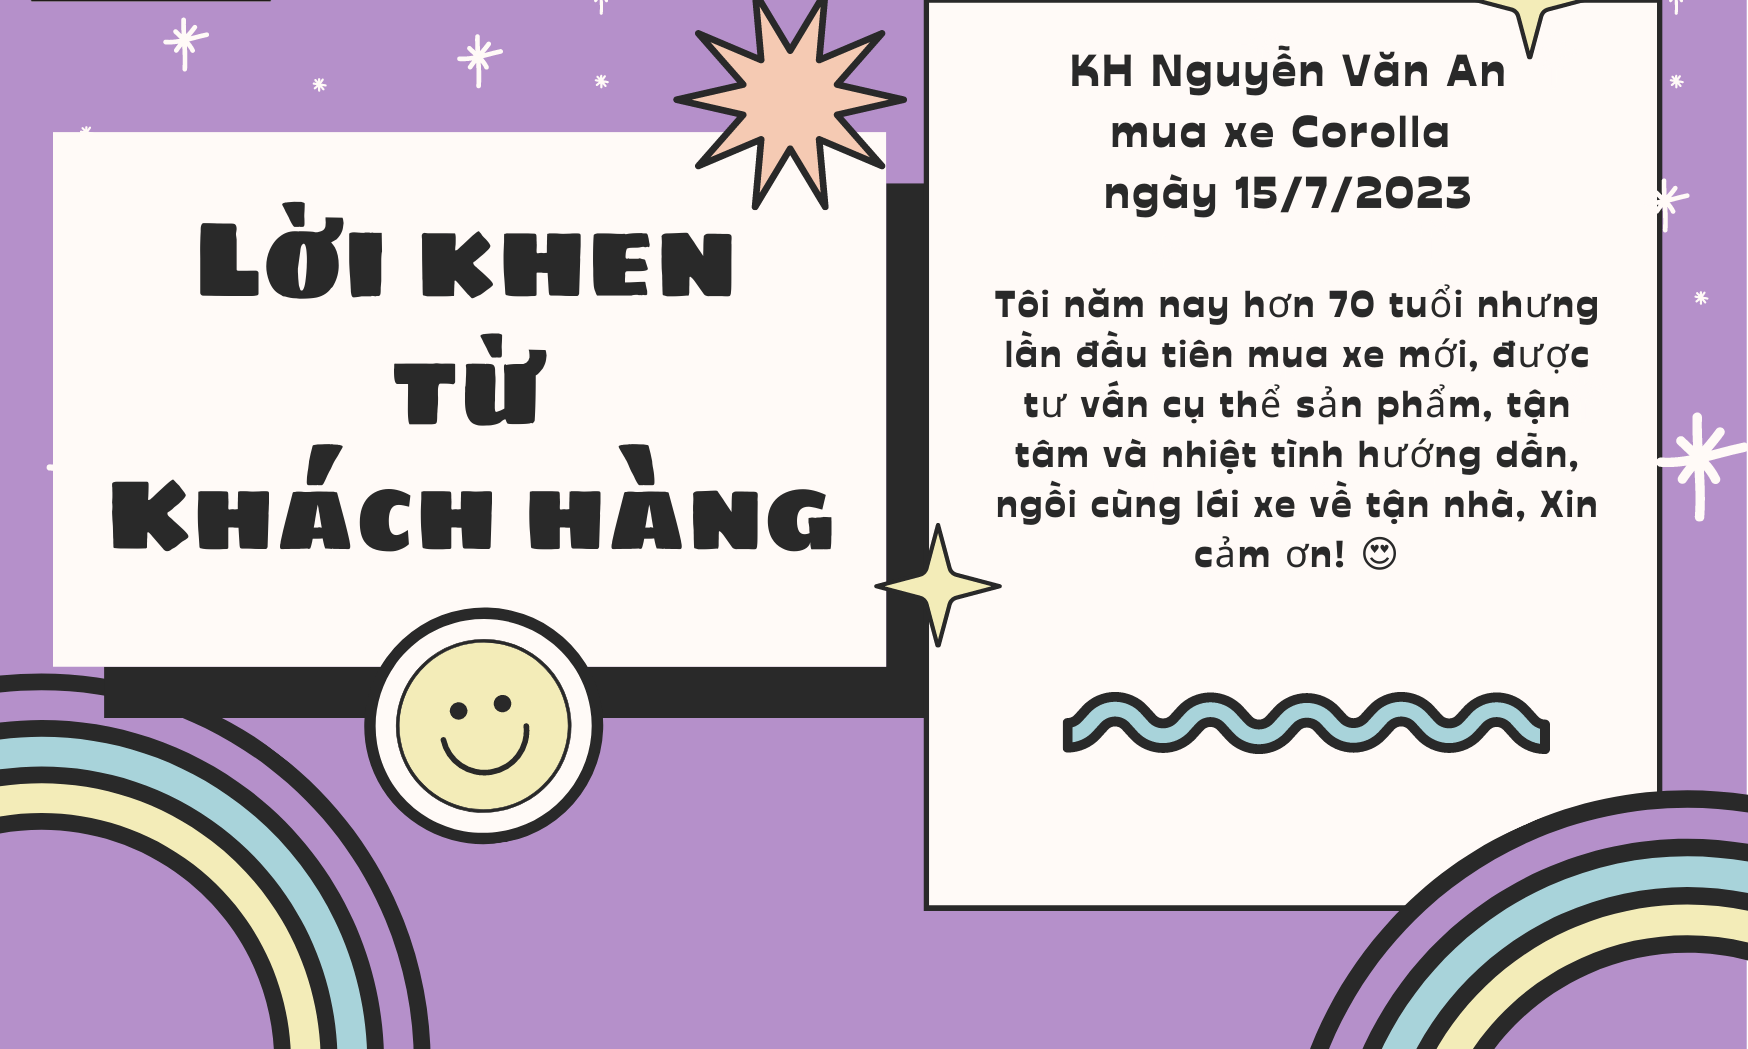 Lời khen
từ
Khách hàng
KH Nguyễn Văn An
mua xe Corolla
ngày 15/7/2023
Tôi năm nay hơn 70 tuổi nhưng
lần đầu tiên mua xe mới, được
tư vấn cụ thể sản phẩm, tận
tâm và nhiệt tình hướng dẫn,
ngồi cùng lái xe về tận nhà, Xin
cảm ơn! 😍